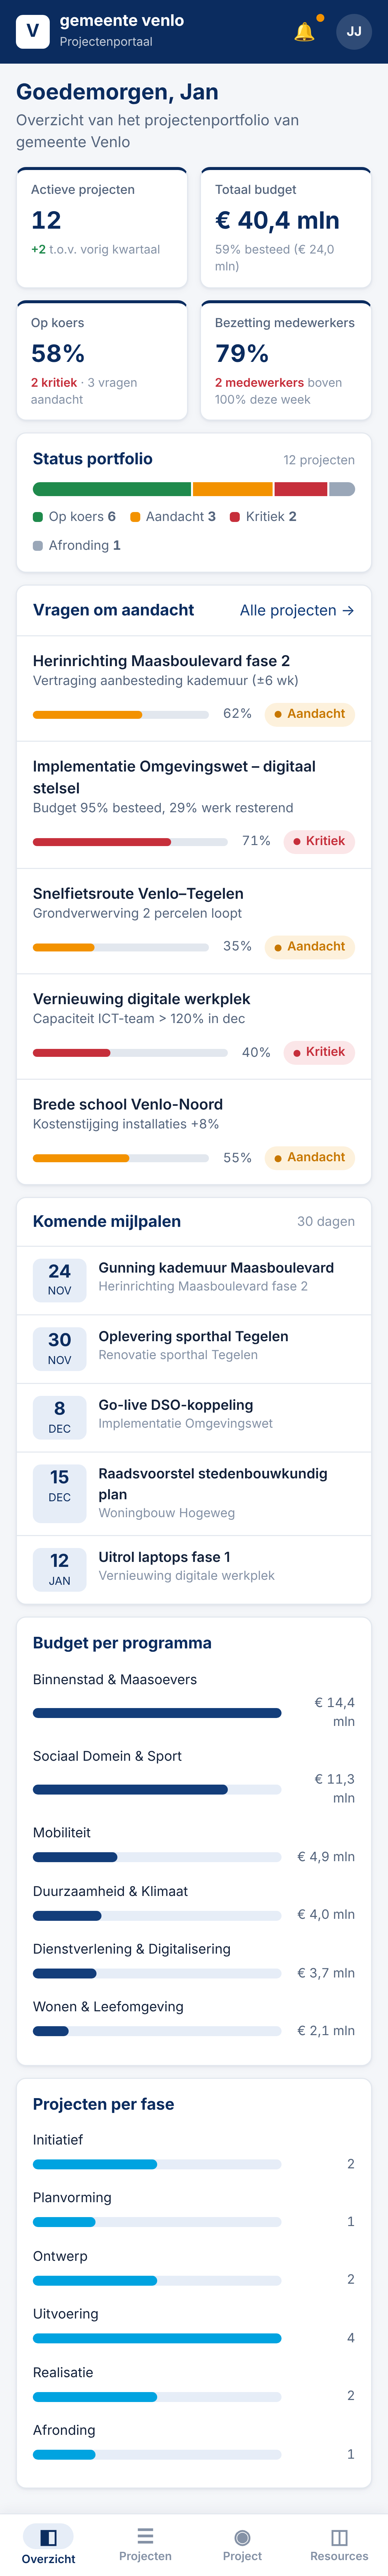 V
gemeente venlo
Projectenportaal
JJ
Goedemorgen, Jan
Overzicht van het projectenportfolio van
gemeente Venlo
Actieve projecten
12
+2 t.o.v. vorig kwartaal
Totaal budget
€ 40,4 mln
59% besteed (€ 24,0
mln)
Op koers
58%
2 kritiek · 3 vragen
aandacht
Bezetting medewerkers
79%
2 medewerkers boven
100% deze week
Status portfolio
12 projecten
Op koers 6
Aandacht 3
Kritiek 2
Afronding 1
Vragen om aandacht
Alle projecten →
Herinrichting Maasboulevard fase 2
Vertraging aanbesteding kademuur (±6 wk)
62%
Aandacht
Implementatie Omgevingswet – digitaal
stelsel
Budget 95% besteed, 29% werk resterend
71%
Kritiek
Snelfietsroute Venlo–Tegelen
Grondverwerving 2 percelen loopt
35%
Aandacht
Vernieuwing digitale werkplek
Capaciteit ICT-team > 120% in dec
40%
Kritiek
Brede school Venlo-Noord
Kostenstijging installaties +8%
55%
Aandacht
Komende mijlpalen
30 dagen
24
NOV
Gunning kademuur Maasboulevard
Herinrichting Maasboulevard fase 2
30
NOV
Oplevering sporthal Tegelen
Renovatie sporthal Tegelen
8
DEC
Go-live DSO-koppeling
Implementatie Omgevingswet
15
DEC
Raadsvoorstel stedenbouwkundig
plan
Woningbouw Hogeweg
12
JAN
Uitrol laptops fase 1
Vernieuwing digitale werkplek
Budget per programma
Binnenstad & Maasoevers
€ 14,4
mln
Sociaal Domein & Sport
€ 11,3
mln
Mobiliteit
€ 4,9 mln
Duurzaamheid & Klimaat
€ 4,0 mln
Dienstverlening & Digitalisering
€ 3,7 mln
Wonen & Leefomgeving
€ 2,1 mln
Projecten per fase
Initiatief
2
Planvorming
1
Ontwerp
2
Uitvoering
4
Realisatie
2
Afronding
1
Overzicht
Projecten
Project
Resources